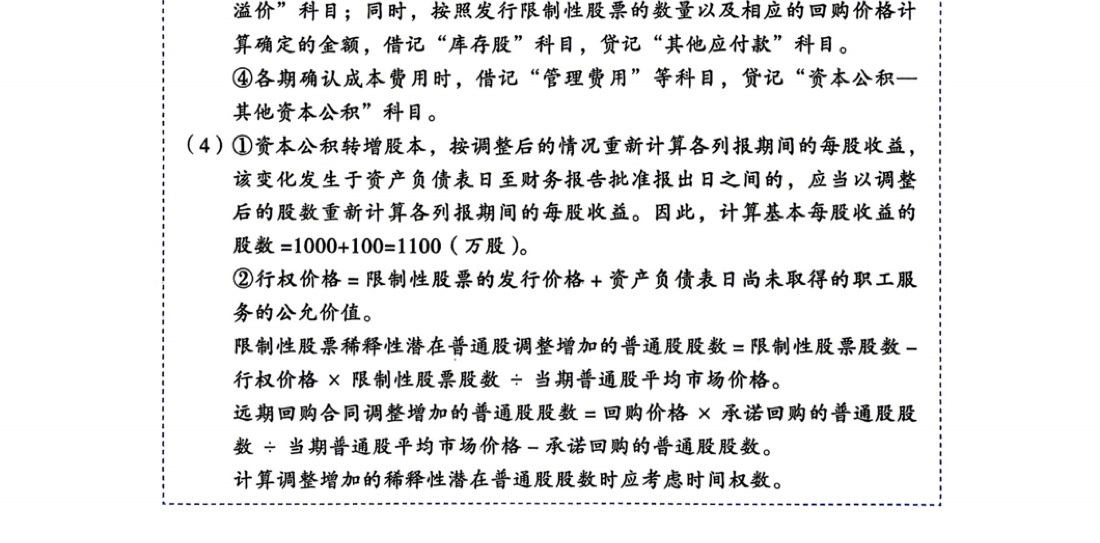 溢价”科目；同时，按照发行限制性股票的数量以及相应的回购价格计
算确定的金额，借记“库存股”科目，贷记“其他应付款”科目。
④各期确认成本费用时，借记“管理费用”等科目，贷记“资本公积—
其他资本公积”科目。
（4）①资本公积转增股本，按调整后的情况重新计算各列报期间的每股收益，
该变化发生于资产负债表日至财务报告批准报出日之间的，应当以调整
后的股数重新计算各列报期间的每股收益。因此，计算基本每股收益的
股数=1000+100=1100（万股）。
②行权价格=限制性股票的发行价格+资产负债表日尚未取得的职工服
务的公允价值。
限制性股票稀释性潜在普通股调整增加的普通股股数=限制性股票股数-
行权价格×限制性股票股数÷当期普通股平均市场价格。
远期回购合同调整增加的普通股股数=回购价格×承诺回购的普通股股
数÷当期普通股平均市场价格-承诺回购的普通股股数。
计算调整增加的稀释性潜在普通股股数时应考虑时间权数。